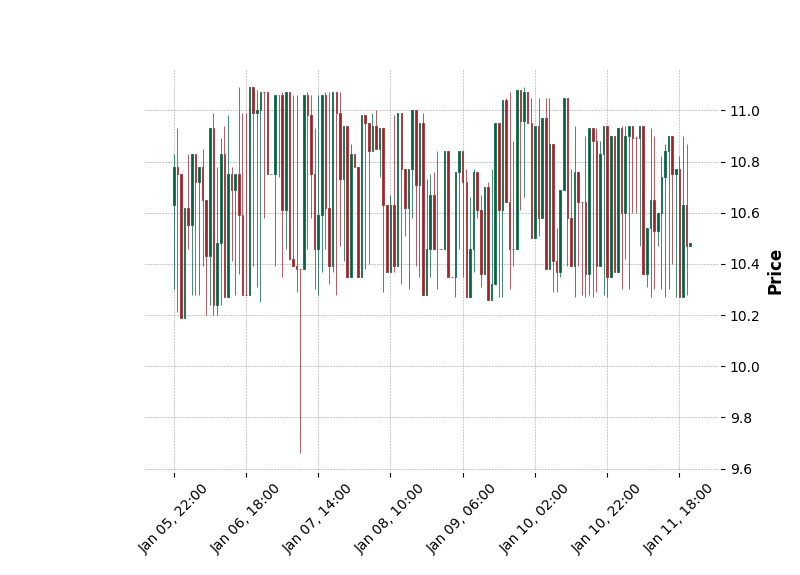 11.0
10.8
10.6
10.4
10.2
10.0
9.8
9.6
Price
Jan 05, 22:00
Jan 06, 18:00
Jan 07, 14:00
Jan 08, 10:00
Jan 09, 06:00
Jan 10, 02:00
Jan 10, 22:00
Jan 11, 18:00